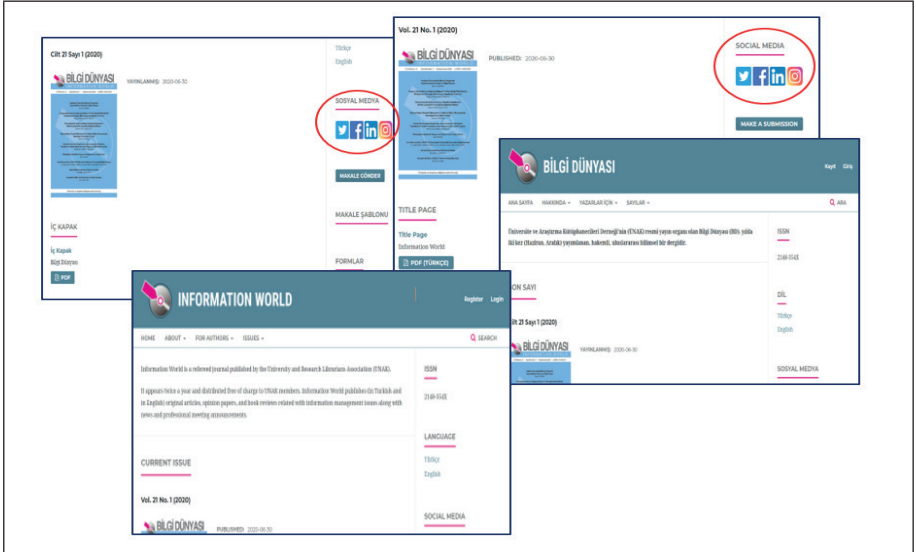 Cilt 21 Sayı 1 (2020)
BİLGİ DÜNYASI
YAYINLANMIŞ: 2020-06-30
Türkçe
English
SOSYAL MEDYA
MAKALE GÖNDER
MAKALE ŞABLONU
FORMLAR
İÇ KAPAK
İç Kapak
Bilgi Dünyası
PDF
Vol. 21 No. 1 (2020)
BİLGİ DÜNYASI
PUBLISHED: 2020-06-30
SOCIAL MEDIA
MAKE A SUBMISSION
TITLE PAGE
Title Page
Information World
PDF (TÜRKÇE)
BİLGİ DÜNYASI
Kayıt Giriş
ANA SAYFA HAKKINDA YAZARLAR İÇİN SAYILAR
ARA
Üniversite ve Araştırma Kütüphanecileri Derneği'nin (ÜNAK) resmi yayın organı olan Bilgi Dünyası (BD), yılda
iki kez (Haziran, Aralık) yayımlanan, hakemli, uluslararası bilimsel bir dergidir.
ISSN
2148-354X
DİL
Türkçe
English
SOSYAL MEDYA
ON SAYI
ilt 21 Sayı 1 (2020)
BİLGİ DÜNYASI
YAYINLANMIŞ: 2020-06-30
INFORMATION WORLD
Register Login
HOME ABOUT FOR AUTHORS ISSUES
SEARCH
Information World is a refereed journal published by the University and Research Librarians Association (UNAK).
It appears twice a year and distributed free of charge to UNAK members. Information World publishes (in Turkish and
in English) original articles, opinion papers, and book reviews related with information management issues along with
news and professional meeting announcements.
ISSN
2148-354X
LANGUAGE
Türkçe
English
SOCIAL MEDIA
CURRENT ISSUE
Vol. 21 No. 1 (2020)
BİLGİ DÜNYASI
PUBLISHED: 2020-06-30